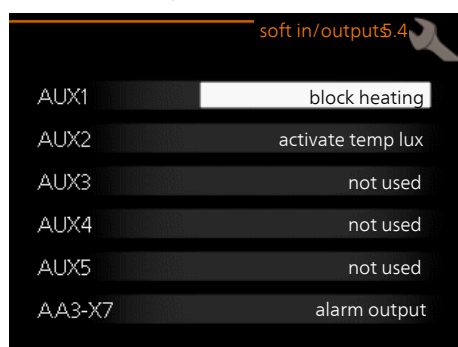 soft in/outputs5.4
AUX1 block heating
AUX2 activate temp lux
AUX3 not used
AUX4 not used
AUX5 not used
AA3-X7 alarm output